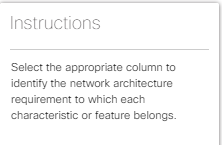 Instructions
Select the appropriate column to
identify the network architecture
requirement to which each
characteristic or feature belongs.